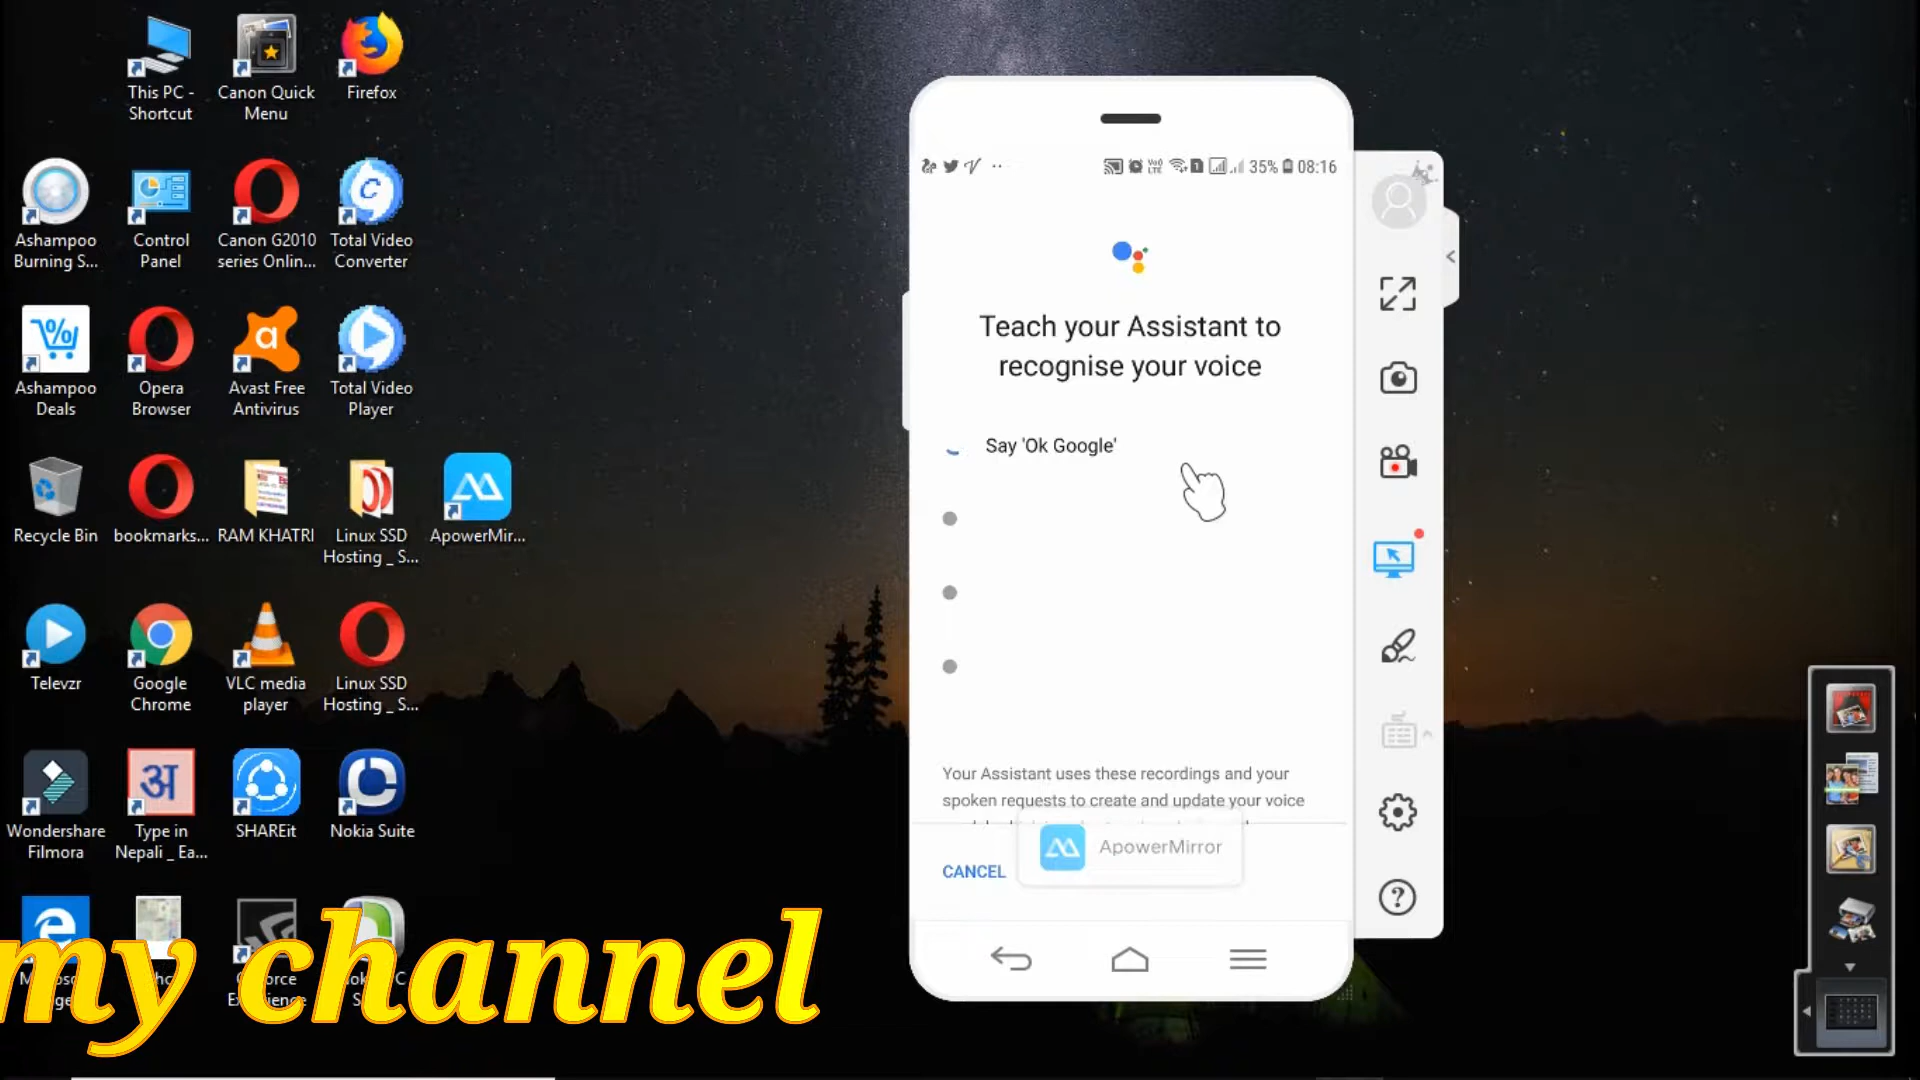 This PC -
Shortcut
Canon Quick
Menu
Firefox
Ashampoo
Burning S...
Control
Panel
Canon G2010
series Onlin...
Total Video
Converter
Ashampoo
Deals
Opera
Browser
Avast Free
Antivirus
Total Video
Player
Recycle Bin
bookmarks...
RAM KHATRI
Linux SSD
Hosting _ S...
ApowerMir...
Televzr
Google
Chrome
VLC media
player
Linux SSD
Hosting _ S...
Wondershare
Filmora
अ
Type in
Nepali _ Ea...
SHAREit
Nokia Suite
my channel
35% 08:16
Teach your Assistant to
recognise your voice
Say 'Ok Google'
Your Assistant uses these recordings and your
spoken requests to create and update your voice
ApowerMirror
CANCEL